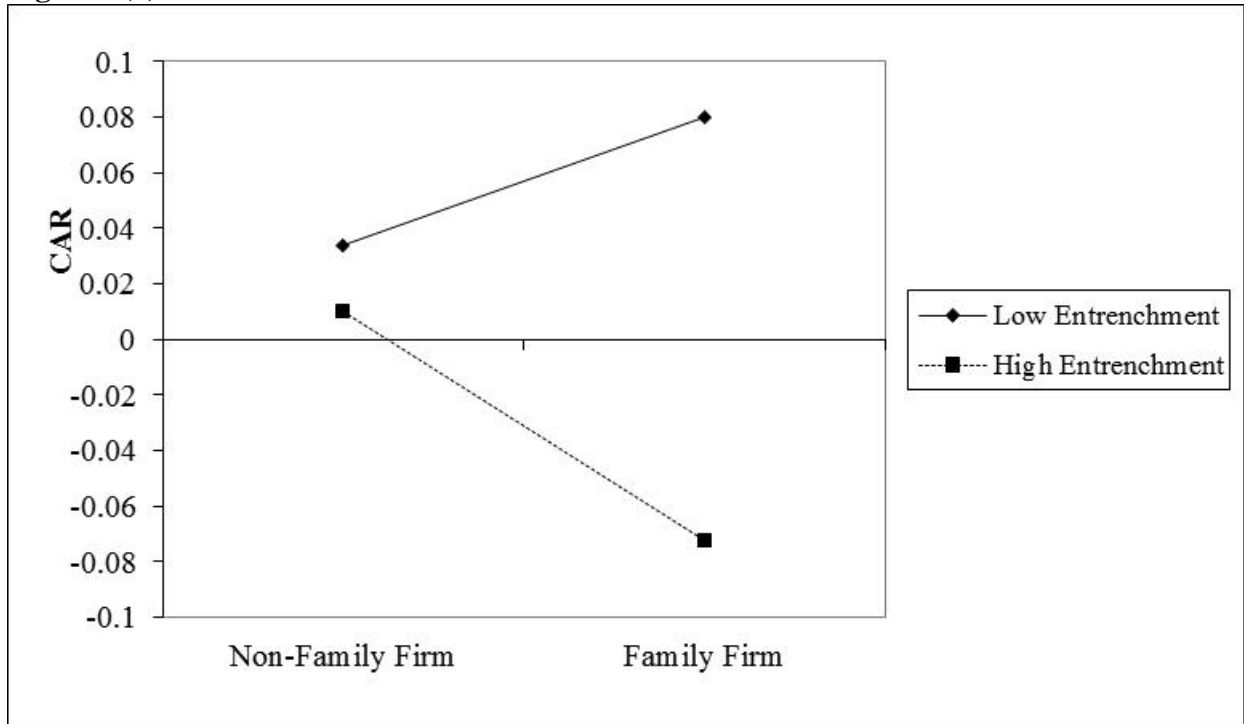 0.1
0.08
0.06
0.04
0.02
0
-0.02
-0.04
-0.06
-0.08
-0.1
CAR
Non-Family Firm
Family Firm
Low Entrenchment
High Entrenchment